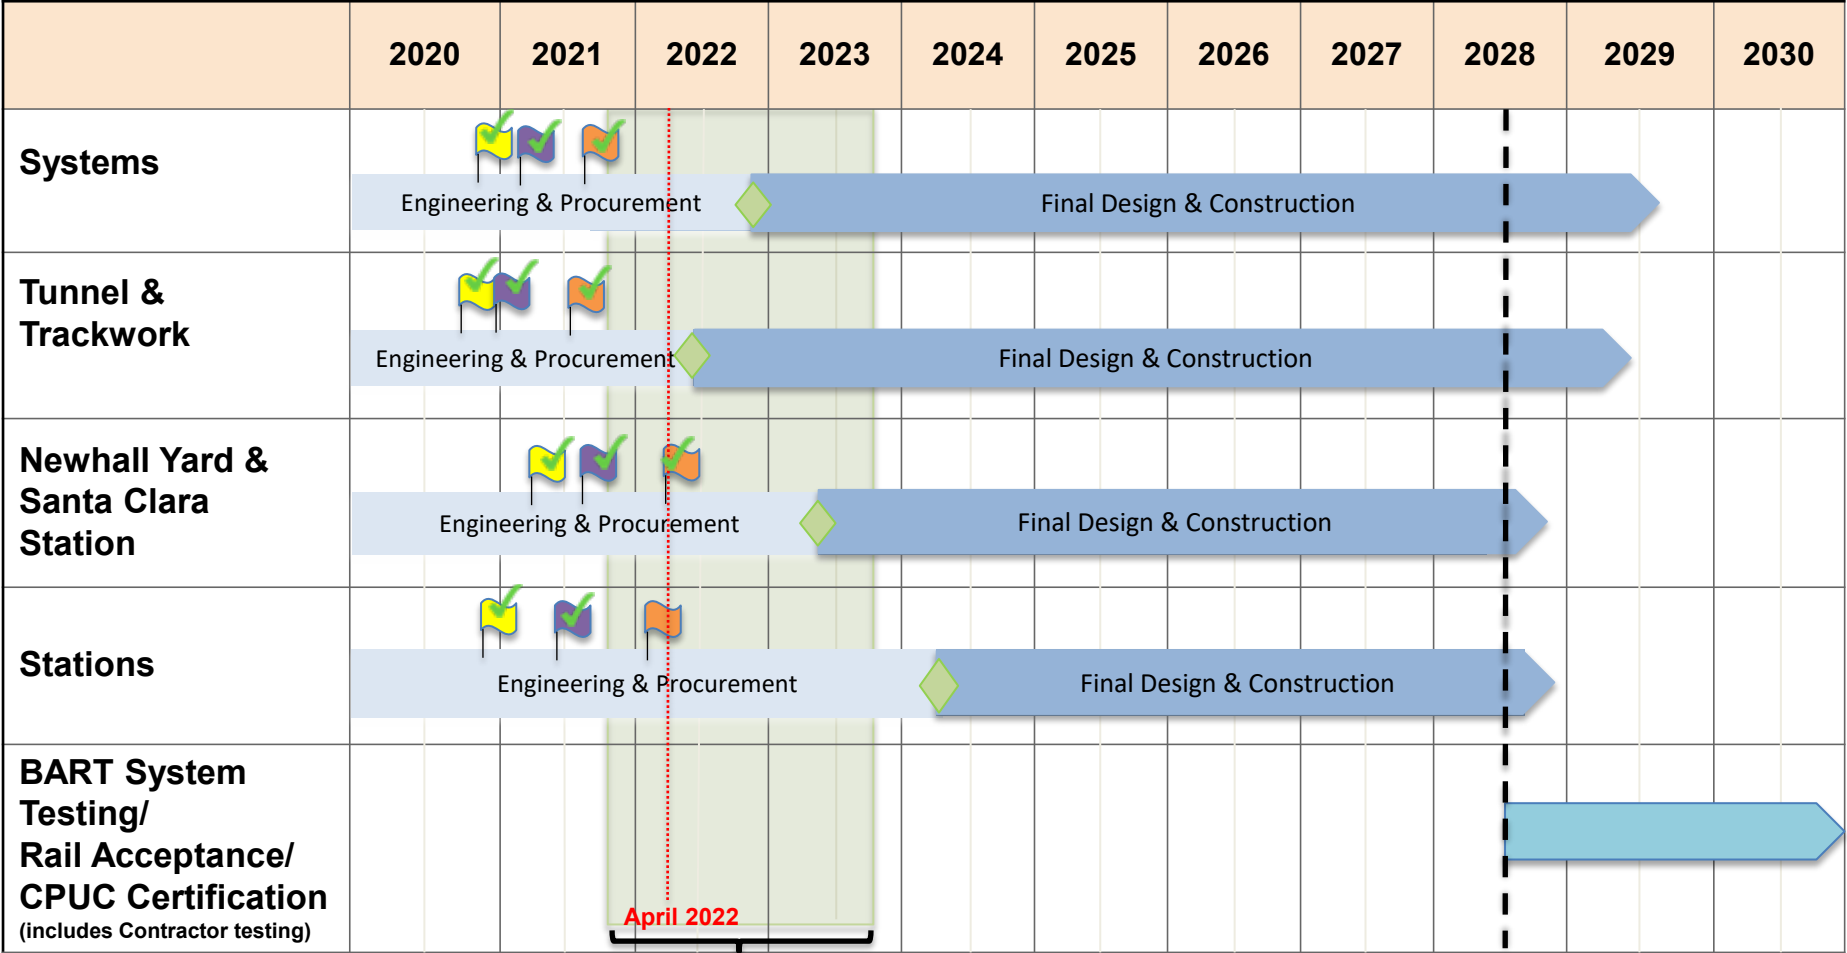 2020 2021 2022 2023 2024 2025 2026 2027 2028 2029 2030
Systems
Engineering & Procurement
Final Design & Construction
Tunnel &
Trackwork
Engineering & Procurement
Final Design & Construction
Newhall Yard &
Santa Clara
Station
Engineering & Procurement
Final Design & Construction
Stations
Engineering & Procurement
Final Design & Construction
BART System
Testing/
Rail Acceptance/
CPUC Certification
(includes Contractor testing)
April 2022